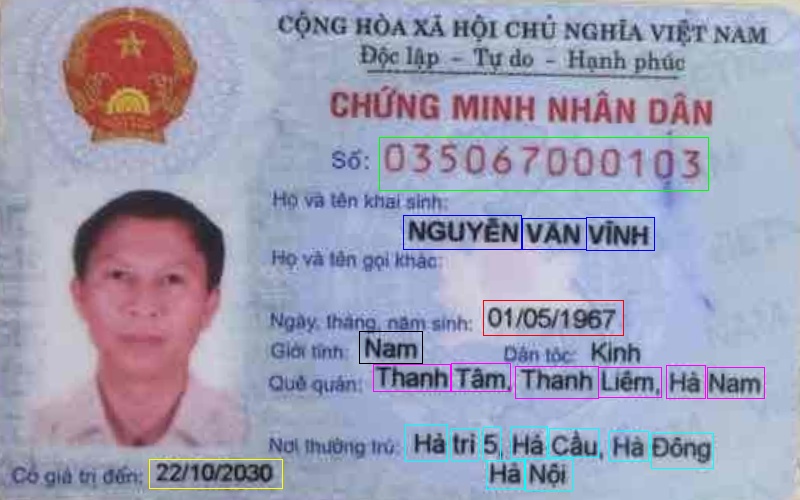 CỘNG HÒA XÃ HỘI CHỦ NGHĨA VIỆT NAM
Độc lập - Tự do - Hạnh phúc
CHỨNG MINH NHÂN DÂN
Số: 035067000103
Họ và tên khai sinh:
NGUYỄN VĂN VĨNH
Họ và tên gọi khác:
Ngày, tháng, năm sinh: 01/05/1967
Giới tính: Nam Dân tộc: Kinh
Quê quán: Thanh Tâm, Thanh Liêm, Hà Nam
Nơi thường trú: Hà trì 5, Hà Cầu, Hà Đông
Hà Nội
Có giá trị đến: 22/10/2030